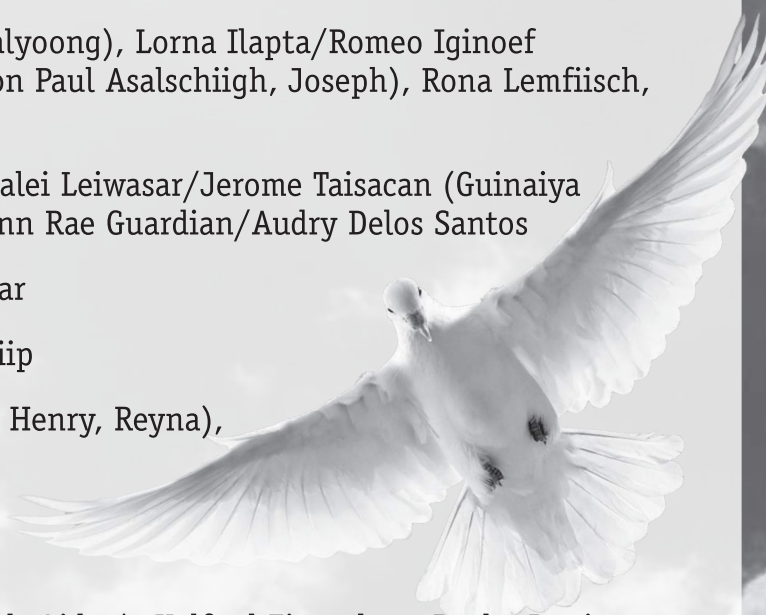 alyoong), Lorna Ilapta/Romeo Iginoef
on Paul Asalschiigh, Joseph), Rona Lemfiisch,
alei Leiwasar/Jerome Taisacan (Guinaiya
nn Rae Guardian/Audry Delos Santos
ar
iip
Henry, Reyna),